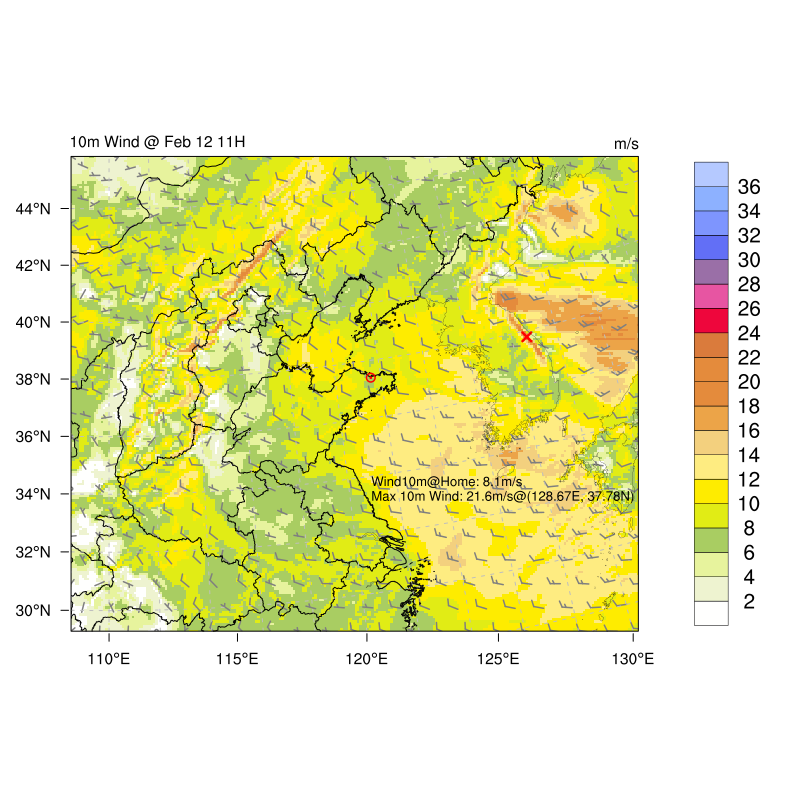 10m Wind @ Feb 12 11H
m/s
44°N
42°N
40°N
38°N
36°N
34°N
32°N
30°N
110°E
115°E
120°E
125°E
130°E
Wind10m@Home: 8.1m/s
Max 10m Wind: 21.6m/s@(128.67E, 37.78N)
36
34
32
30
28
26
24
22
20
18
16
14
12
10
8
6
4
2